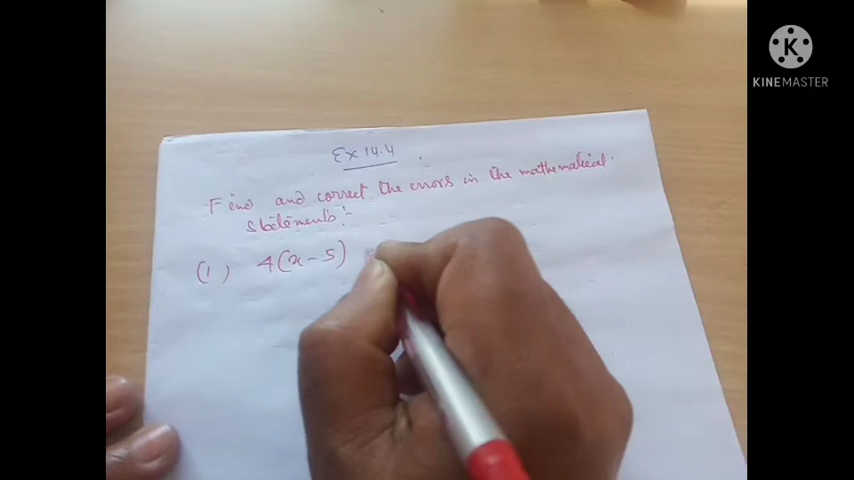 Ex 14.4
Find and correct the errors in the mathematical
statements:-
(1) 4(x-5)
K
KINEMASTER